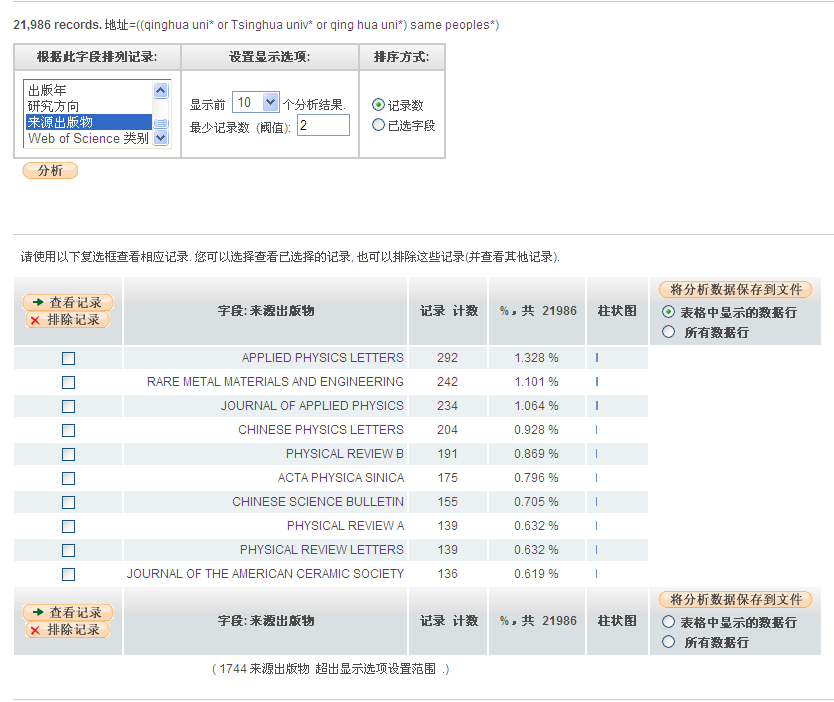 21,986 records. 地址=((qinghua uni* or Tsinghua univ* or qing hua uni*) same peoples*)
根据此字段排列记录: 设置显示选项: 排序方式:
出版年
研究方向
来源出版物
Web of Science 类别
显示前 10 个分析结果.
最少记录数 (阈值): 2
记录数
已选字段
分析
请使用以下复选框查看相应记录. 您可以选择查看已选择的记录, 也可以排除这些记录(并查看其他记录).
查看记录
排除记录
字段: 来源出版物 记录 计数 %, 共 21986 柱状图
将分析数据保存到文件
表格中显示的数据行
所有数据行
APPLIED PHYSICS LETTERS 292 1.328 %
RARE METAL MATERIALS AND ENGINEERING 242 1.101 %
JOURNAL OF APPLIED PHYSICS 234 1.064 %
CHINESE PHYSICS LETTERS 204 0.928 %
PHYSICAL REVIEW B 191 0.869 %
ACTA PHYSICA SINICA 175 0.796 %
CHINESE SCIENCE BULLETIN 155 0.705 %
PHYSICAL REVIEW A 139 0.632 %
PHYSICAL REVIEW LETTERS 139 0.632 %
JOURNAL OF THE AMERICAN CERAMIC SOCIETY 136 0.619 %
查看记录
排除记录
字段: 来源出版物 记录 计数 %, 共 21986 柱状图
将分析数据保存到文件
表格中显示的数据行
所有数据行
( 1744 来源出版物 超出显示选项设置范围 .)